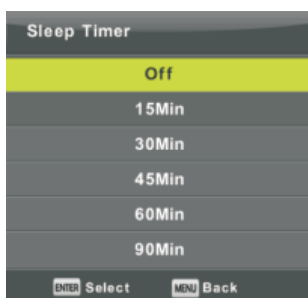 Sleep Timer
Off
15Min
30Min
45Min
60Min
90Min
ENTER Select MENU Back